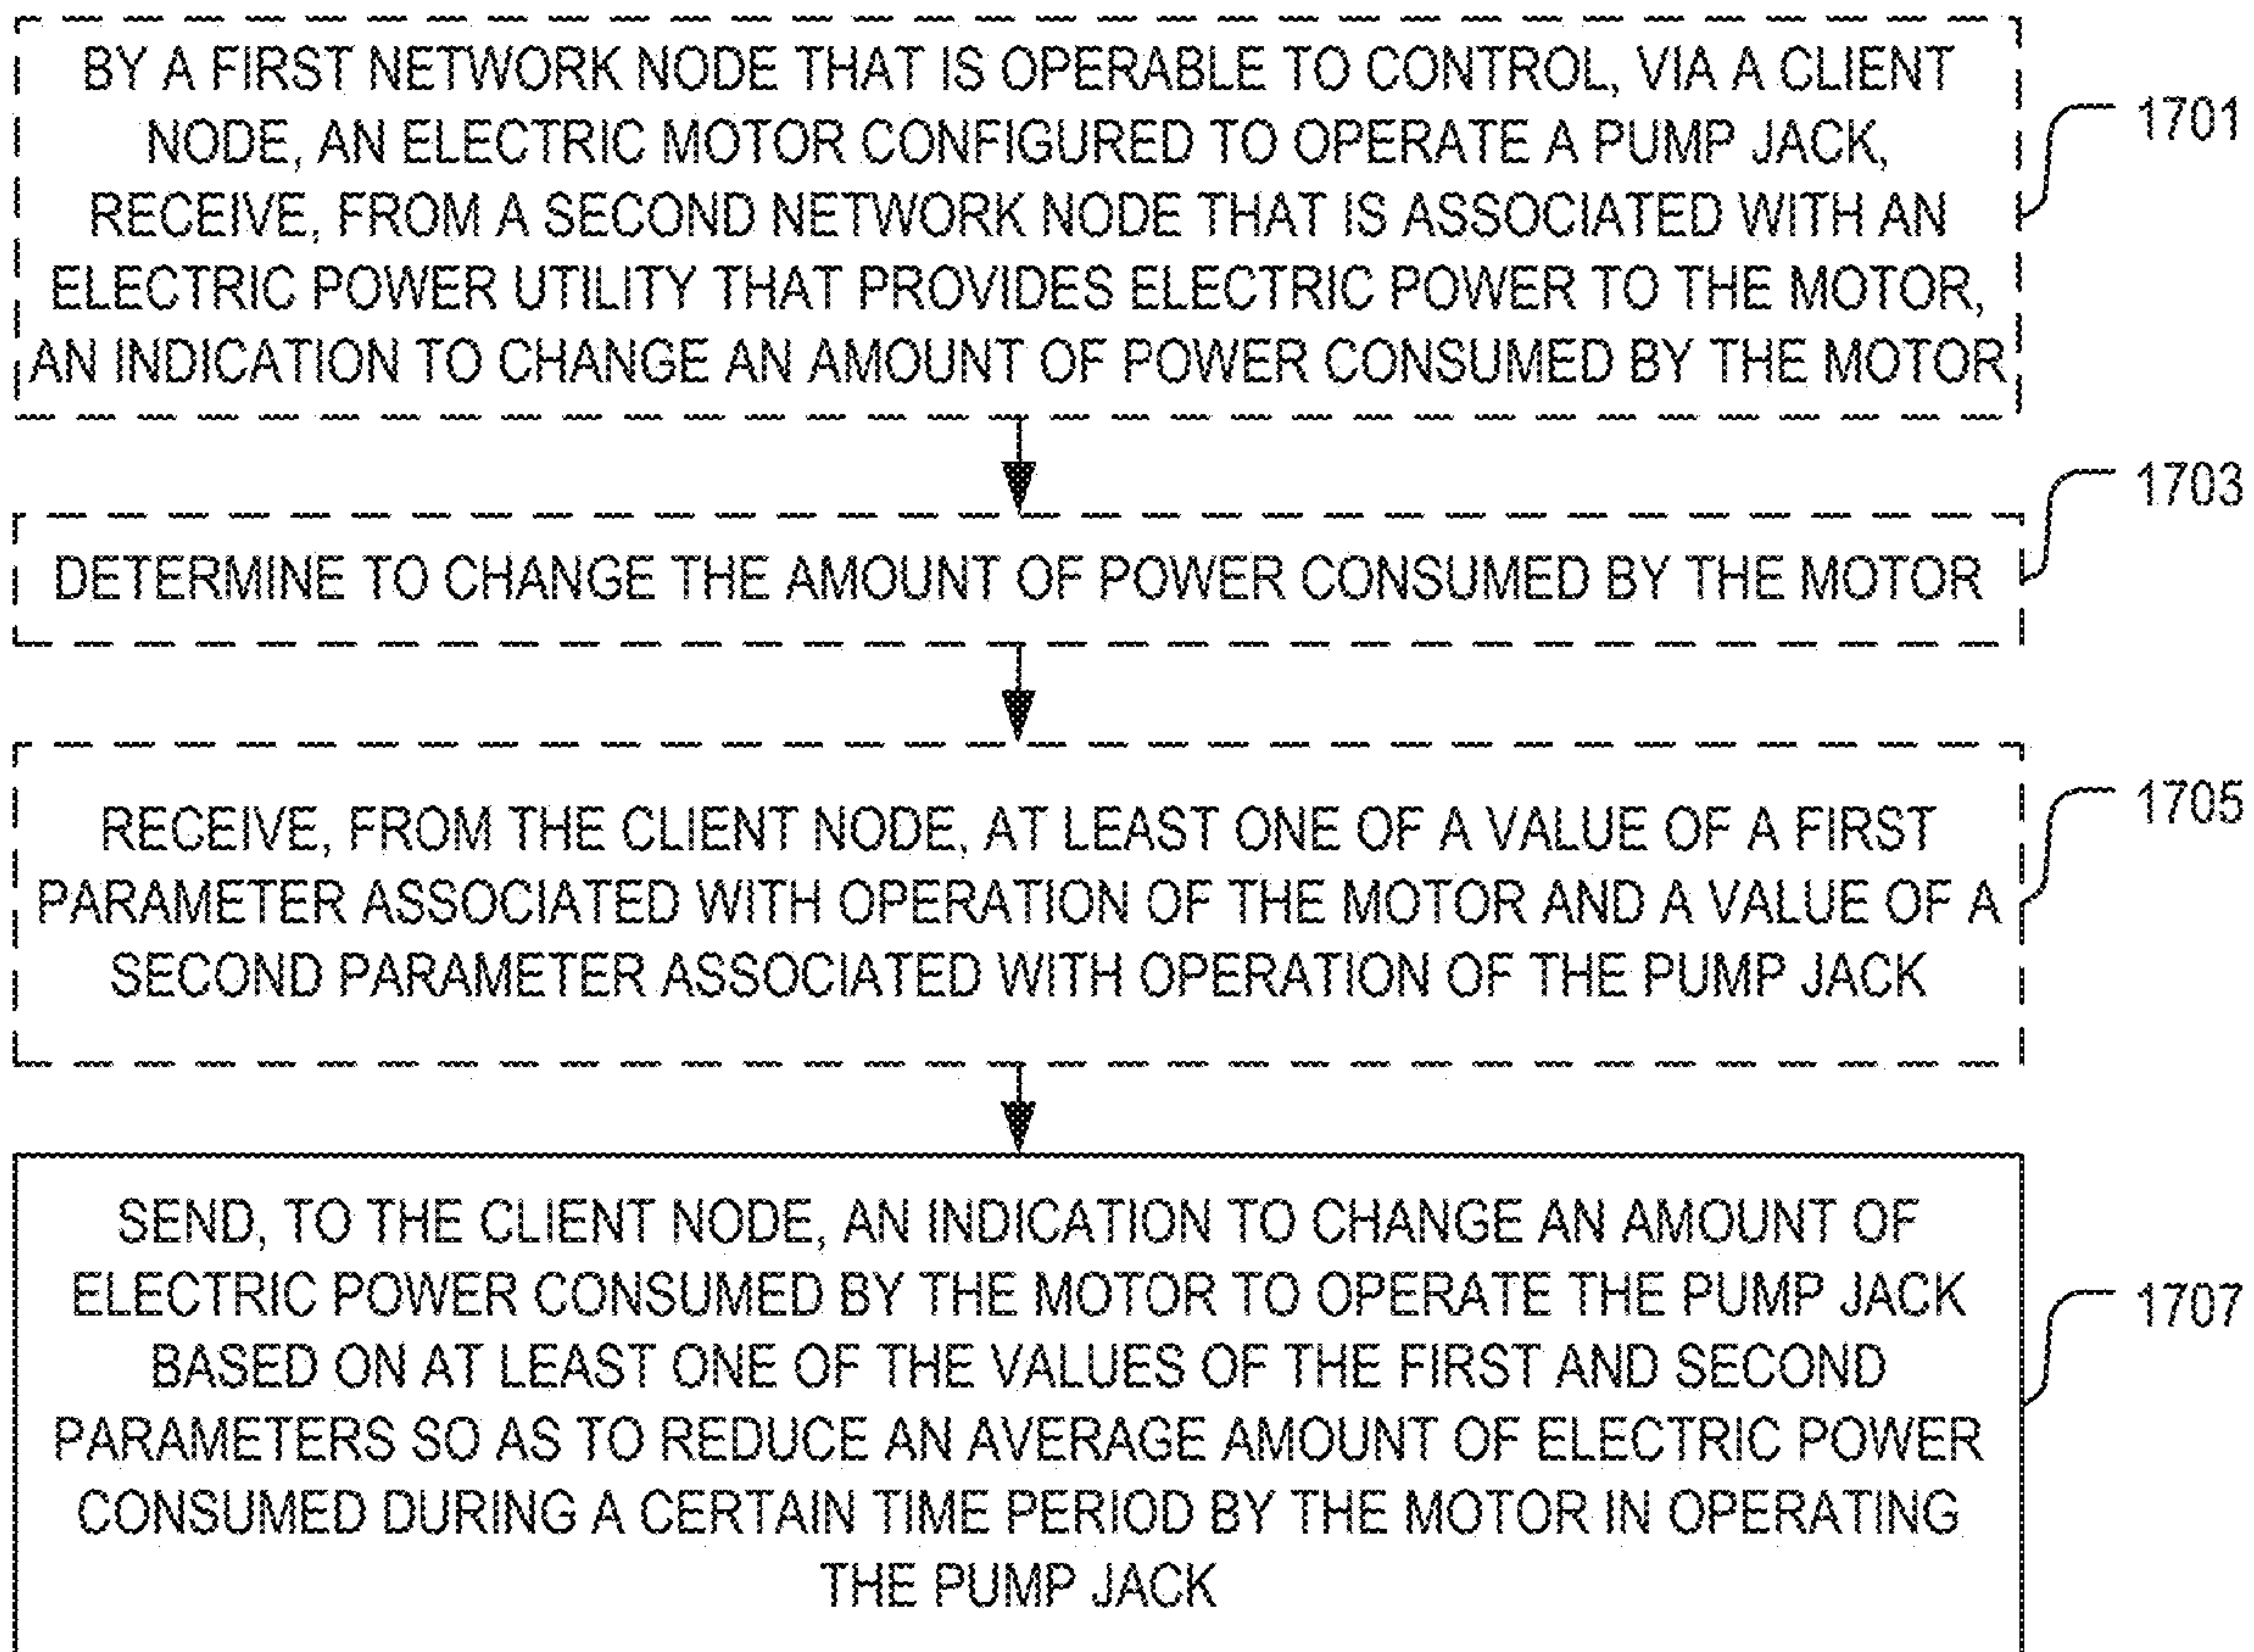 BY A FIRST NETWORK NODE THAT IS OPERABLE TO CONTROL, VIA A CLIENT
NODE, AN ELECTRIC MOTOR CONFIGURED TO OPERATE A PUMP JACK,
RECEIVE, FROM A SECOND NETWORK NODE THAT IS ASSOCIATED WITH AN
ELECTRIC POWER UTILITY THAT PROVIDES ELECTRIC POWER TO THE MOTOR,
AN INDICATION TO CHANGE AN AMOUNT OF POWER CONSUMED BY THE MOTOR
1701
DETERMINE TO CHANGE THE AMOUNT OF POWER CONSUMED BY THE MOTOR
1703
RECEIVE, FROM THE CLIENT NODE, AT LEAST ONE OF A VALUE OF A FIRST
PARAMETER ASSOCIATED WITH OPERATION OF THE MOTOR AND A VALUE OF A
SECOND PARAMETER ASSOCIATED WITH OPERATION OF THE PUMP JACK
1705
SEND, TO THE CLIENT NODE, AN INDICATION TO CHANGE AN AMOUNT OF
ELECTRIC POWER CONSUMED BY THE MOTOR TO OPERATE THE PUMP JACK
BASED ON AT LEAST ONE OF THE VALUES OF THE FIRST AND SECOND
PARAMETERS SO AS TO REDUCE AN AVERAGE AMOUNT OF ELECTRIC POWER
CONSUMED DURING A CERTAIN TIME PERIOD BY THE MOTOR IN OPERATING
THE PUMP JACK
1707